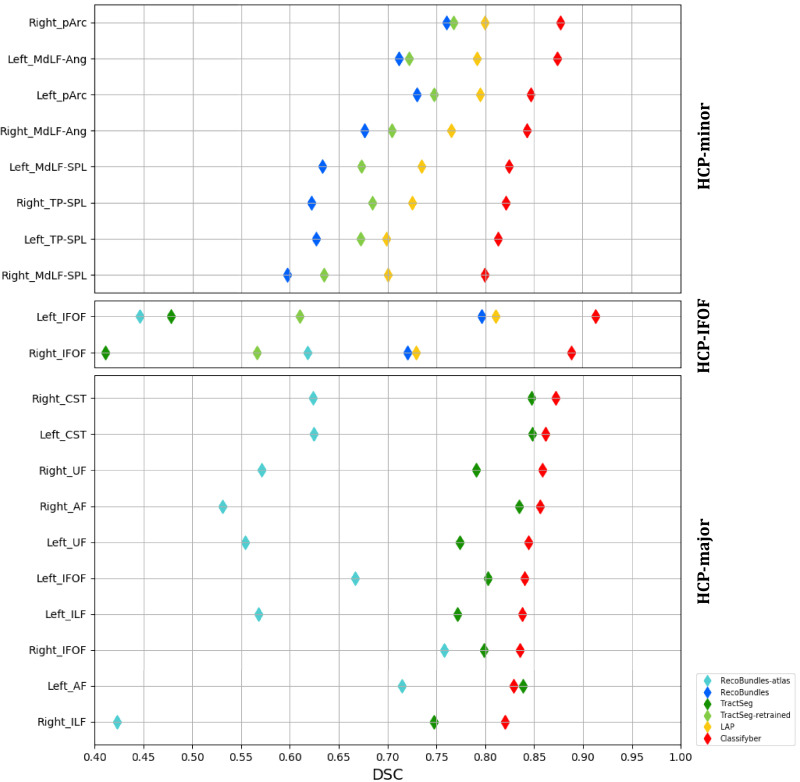 Right_pArc
Left_MdLF-Ang
Left_pArc
Right_MdLF-Ang
Left_MdLF-SPL
Right_TP-SPL
Left_TP-SPL
Right_MdLF-SPL
HCP-minor
Left_IFOF
Right_IFOF
HCP-IFOF
Right_CST
Left_CST
Right_UF
Right_AF
Left_UF
Left_IFOF
Left_ILF
Right_IFOF
Left_AF
Right_ILF
HCP-major
RecoBundles-atlas
RecoBundles
TractSeg
TractSeg-retrained
LAP
Classifyber
0.40 0.45 0.50 0.55 0.60 0.65 0.70 0.75 0.80 0.85 0.90 0.95 1.00
DSC